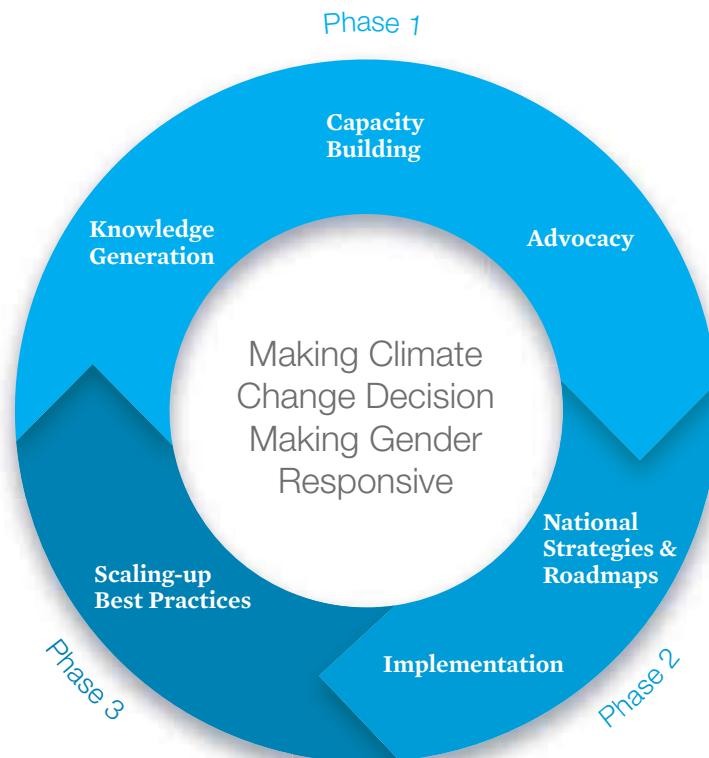 Phase 1
Capacity
Building
Knowledge
Generation
Advocacy
Making Climate
Change Decision
Making Gender
Responsive
National
Strategies &
Roadmaps
Scaling-up
Best Practices
Implementation
Phase 3
Phase 2